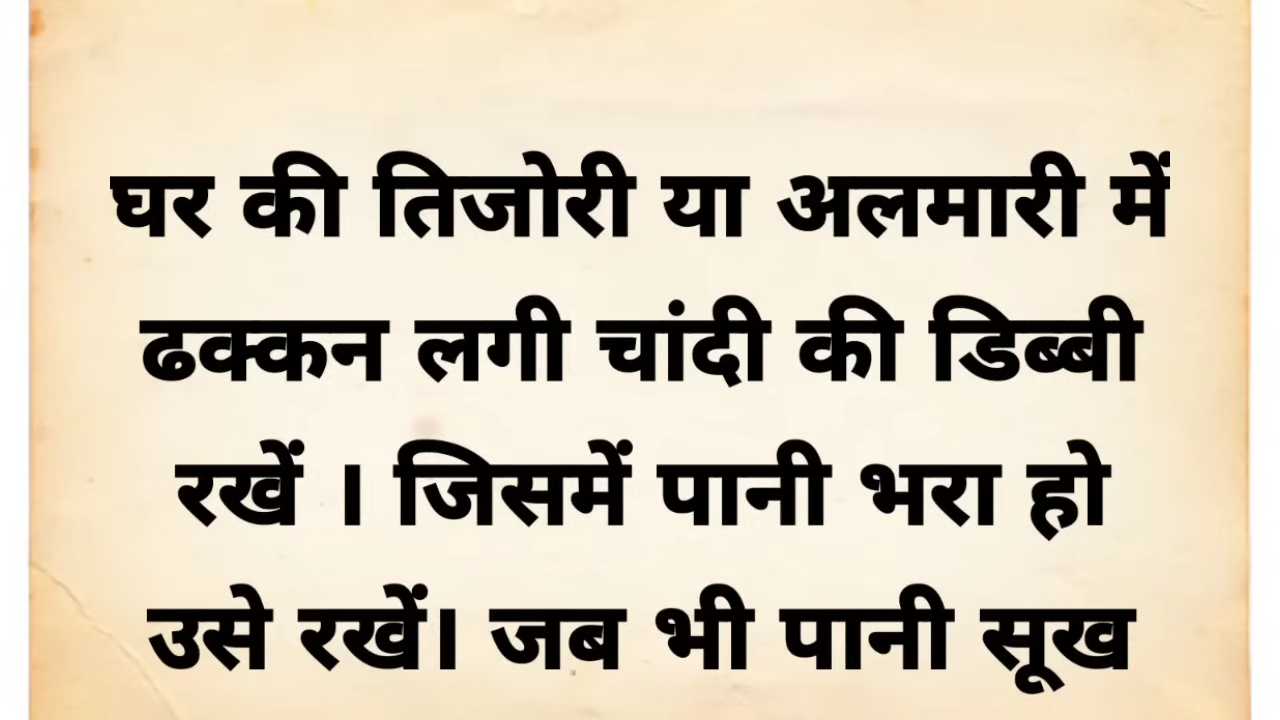 घर की तिजोरी या अलमारी में
ढक्कन लगी चांदी की डिब्बी
रखें । जिसमें पानी भरा हो
उसे रखें। जब भी पानी सूख